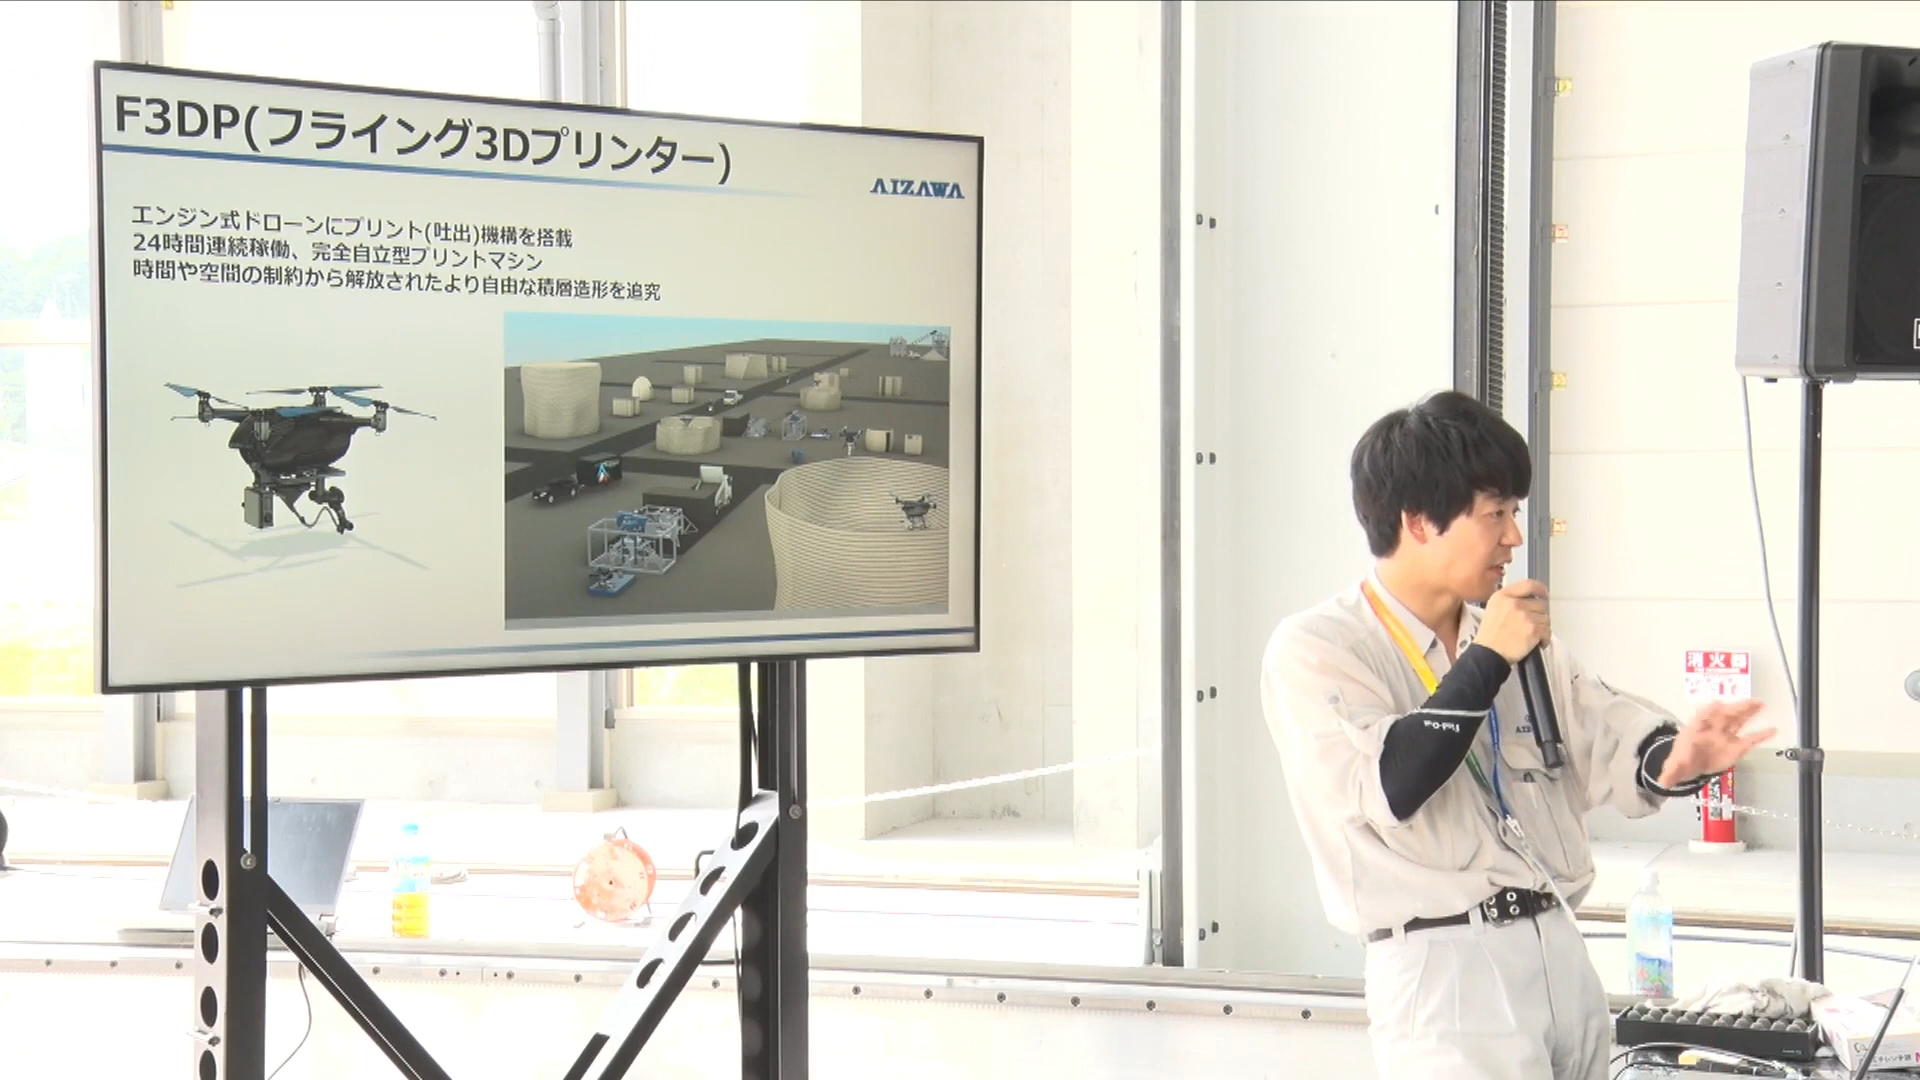 F3DP(フライング3Dプリンター)
AIZAWA
エンジン式ドローンにプリント(吐出)機構を搭載
24時間連続稼働、完全自立型プリントマシン
時間や空間の制約から解放されたより自由な積層造形を追究
消火器